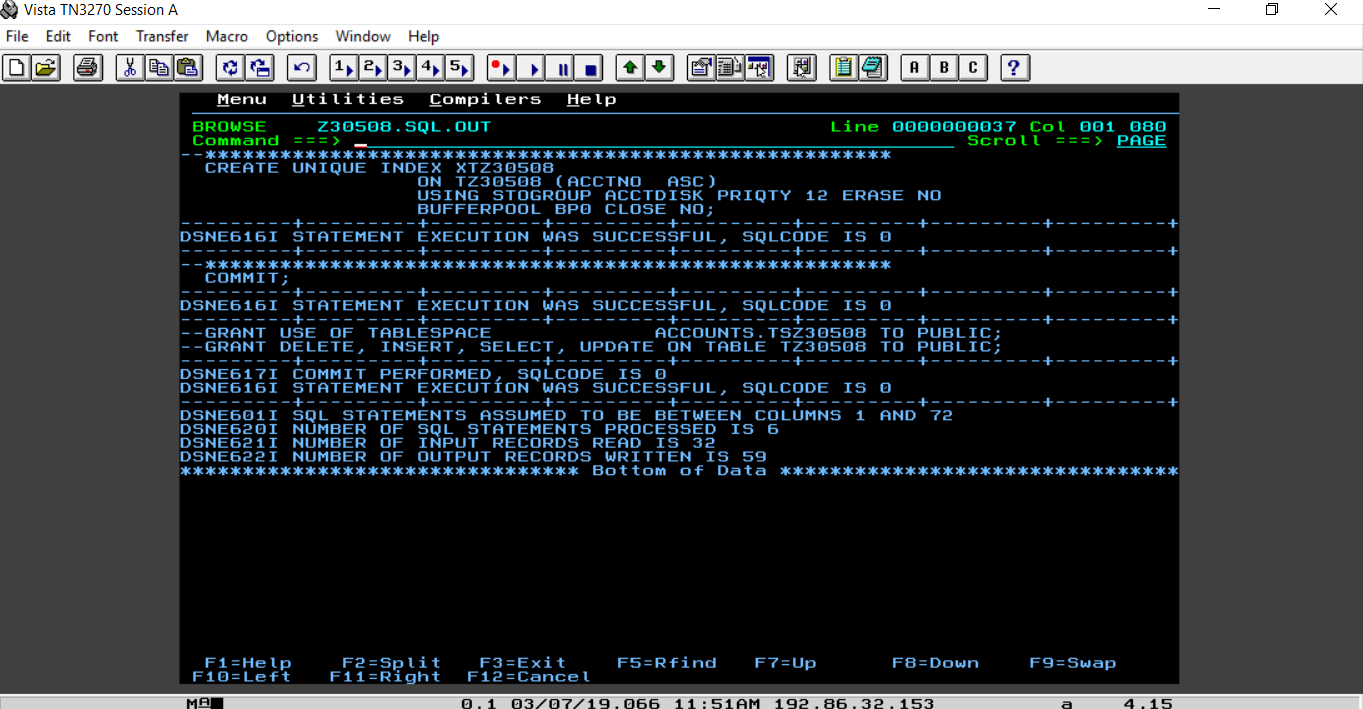 Vista TN3270 Session A
File Edit Font Transfer Macro Options Window Help
1 2 3 4 5 A B C ?
Menu Utilities Compilers Help
BROWSE Z30508.SQL.OUT Line 0000000037 Col 001 080
Command ===> Scroll ===> PAGE
--*******************************************************
CREATE UNIQUE INDEX XTZ30508
ON TZ30508 (ACCTNO ASC)
USING STOGROUP ACCTDISK PRIQTY 12 ERASE NO
BUFFERPOOL BP0 CLOSE NO;
---------+---------+---------+---------+---------+---------+---------+---------+
DSNE616I STATEMENT EXECUTION WAS SUCCESSFUL, SQLCODE IS 0
---------+---------+---------+---------+---------+---------+---------+---------+
--*******************************************************
COMMIT;
---------+---------+---------+---------+---------+---------+---------+---------+
DSNE616I STATEMENT EXECUTION WAS SUCCESSFUL, SQLCODE IS 0
---------+---------+---------+---------+---------+---------+---------+---------+
--GRANT USE OF TABLESPACE ACCOUNTS.TSZ30508 TO PUBLIC;
--GRANT DELETE, INSERT, SELECT, UPDATE ON TABLE TZ30508 TO PUBLIC;
---------+---------+---------+---------+---------+---------+---------+---------+
DSNE617I COMMIT PERFORMED, SQLCODE IS 0
DSNE616I STATEMENT EXECUTION WAS SUCCESSFUL, SQLCODE IS 0
---------+---------+---------+---------+---------+---------+---------+---------+
DSNE601I SQL STATEMENTS ASSUMED TO BE BETWEEN COLUMNS 1 AND 72
DSNE620I NUMBER OF SQL STATEMENTS PROCESSED IS 6
DSNE621I NUMBER OF INPUT RECORDS READ IS 32
DSNE622I NUMBER OF OUTPUT RECORDS WRITTEN IS 59
******************************** Bottom of Data ********************************
F1=Help F2=Split F3=Exit F5=Rfind F7=Up F8=Down F9=Swap
F10=Left F11=Right F12=Cancel
MA 0.1 03/07/19.066 11:51AM 192.86.32.153 a 4,15